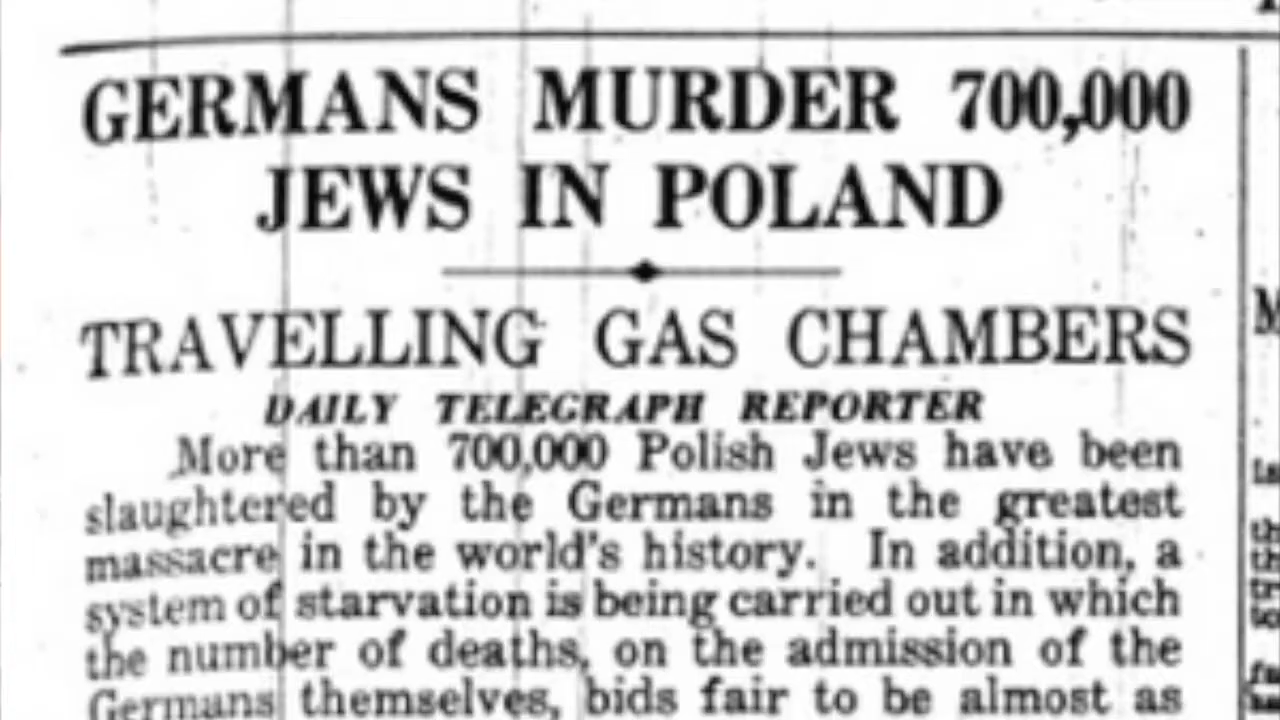 GERMANS MURDER 700,000
JEWS IN POLAND
TRAVELLING GAS CHAMBERS
DAILY TELEGRAPH REPORTER
More than 700,000 Polish Jews have been
slaughtered by the Germans in the greatest
massacre in the world's history. In addition, a
system of starvation is being carried out in which
the number of deaths, on the admission of the
Germans themselves, bids fair to be almost as